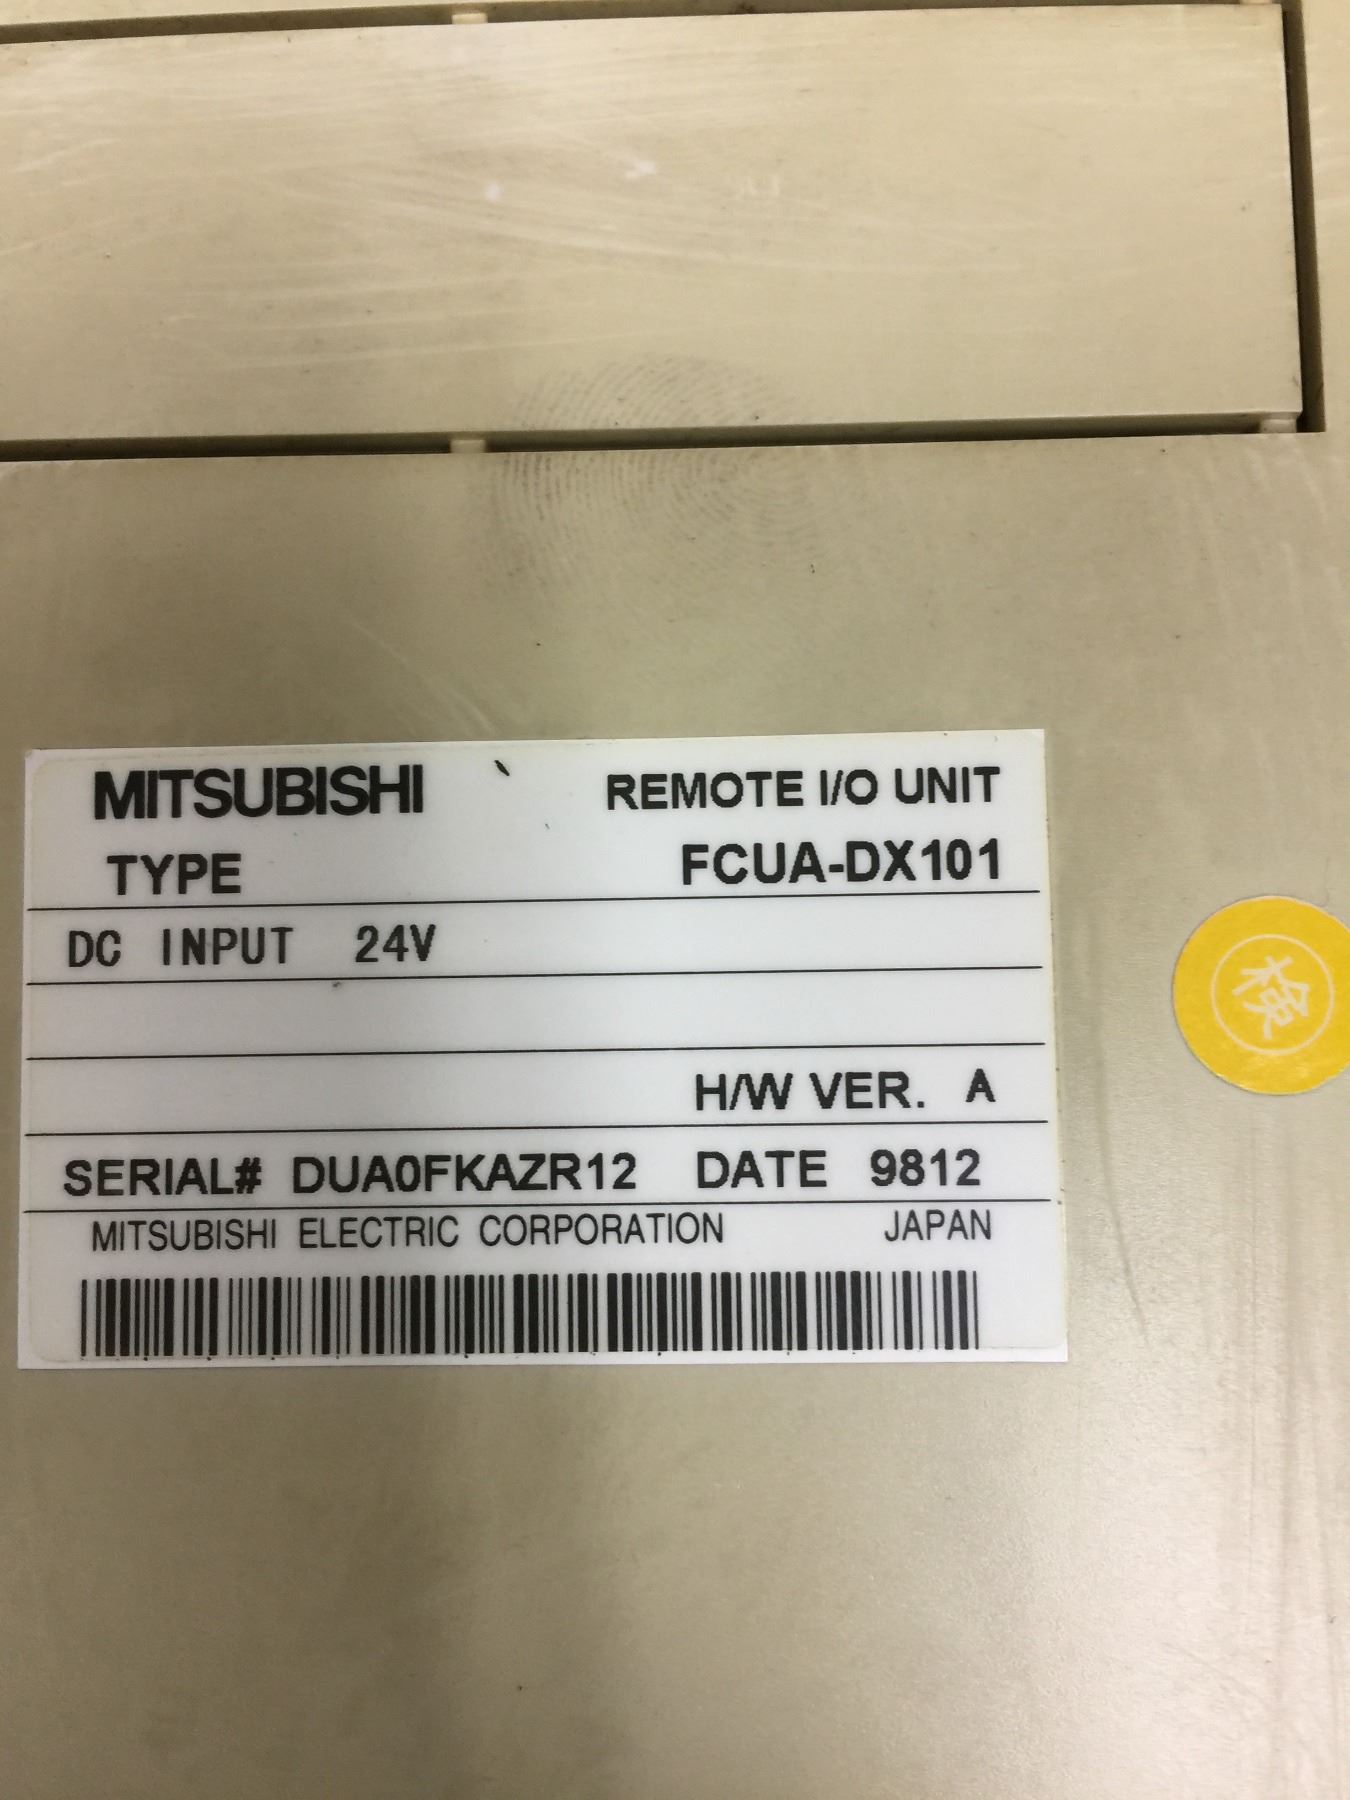 MITSUBISHI REMOTE I/O UNIT
TYPE FCUA-DX101
DC INPUT 24V
H/W VER. A
SERIAL# DUA0FKAZR12 DATE 9812
MITSUBISHI ELECTRIC CORPORATION JAPAN
検